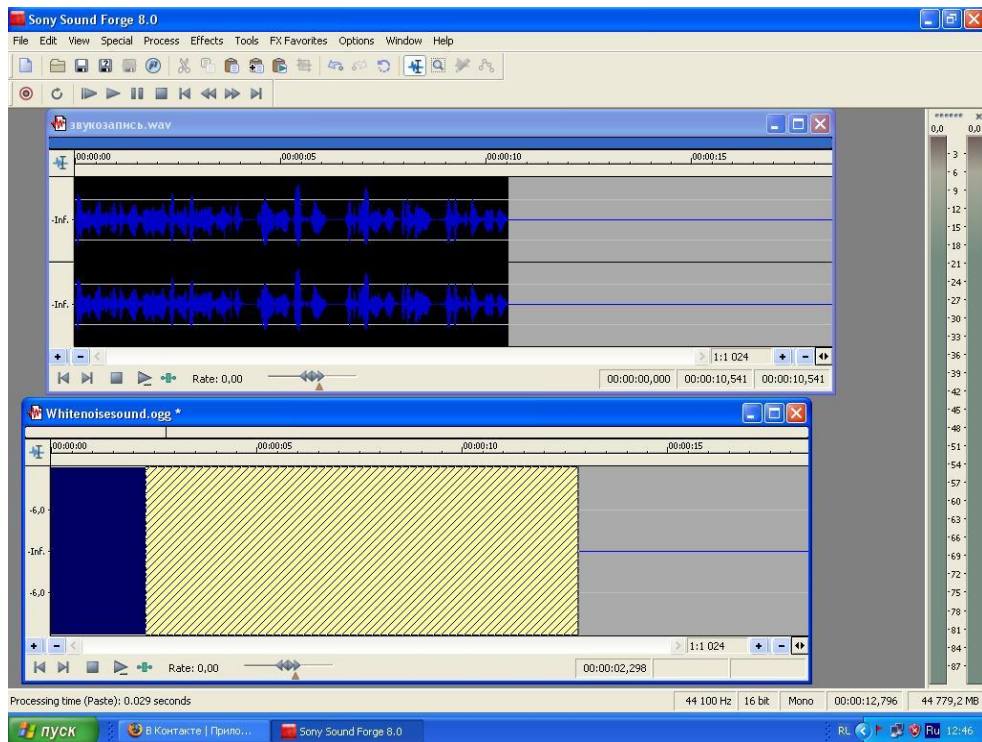 Sony Sound Forge 8.0
File Edit View Special Process Effects Tools FX Favorites Options Window Help
звукозапись.wav
00:00:00 00:00:05 00:00:10 00:00:15
-Inf.
-Inf.
1:1 024
Rate: 0,00 00:00:00,000 00:00:10,541 00:00:10,541
Whitenoisesound.ogg *
00:00:00 00:00:05 00:00:10 00:00:15
-6,0
-Inf.
-6,0
1:1 024
Rate: 0,00 00:00:02,298
0,0 0,0
-3
-6
-9
-12
-15
-18
-21
-24
-27
-30
-33
-36
-39
-42
-45
-48
-51
-54
-57
-60
-63
-66
-69
-72
-75
-78
-81
-84
-87
Processing time (Paste): 0.029 seconds 44 100 Hz 16 bit Mono 00:00:12,796 44 779,2 MB
пуск В Контакте | Прило... Sony Sound Forge 8.0 RL Ru 12:46